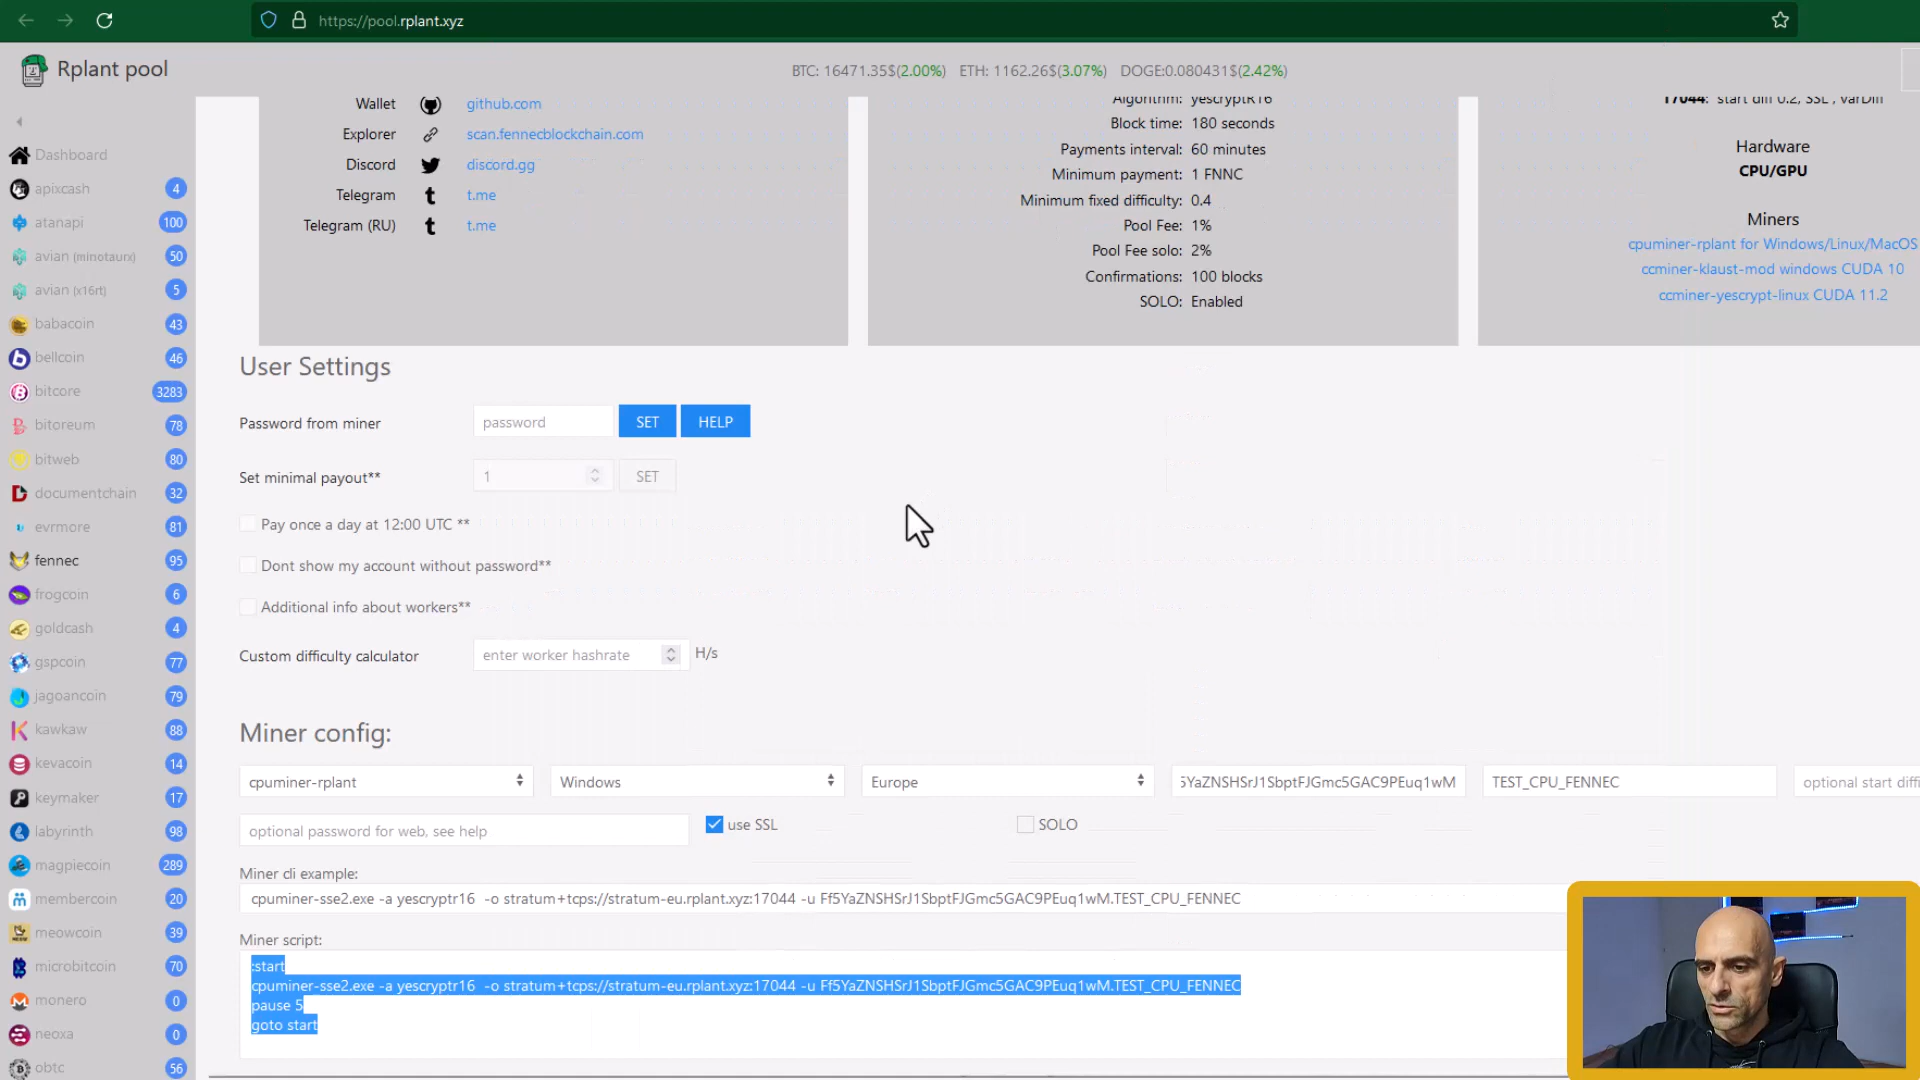 https://pool.rplant.xyz
Rplant pool
BTC: 16471.35$(2.00%) ETH: 1162.26$(3.07%) DOGE:0.080431$(2.42%)
Dashboard
apixcash 4
atanapi 100
avian (minotaurx) 50
avian (x16rt) 5
babacoin 43
bellcoin 46
bitcore 3283
bitoreum 78
bitweb 80
documentchain 32
evrmore 81
fennec 95
frogcoin 6
goldcash 4
gspcoin 77
jagoancoin 79
kawkaw 88
kevacoin 14
keymaker 17
labyrinth 98
magpiecoin 289
membercoin 20
meowcoin 39
microbitcoin 70
monero 0
neoxa 0
obtc 56
Wallet github.com
Explorer scan.fennecblockchain.com
Discord discord.gg
Telegram t.me
Telegram (RU) t.me
Algorithm: yescryptR16
Block time: 180 seconds
Payments interval: 60 minutes
Minimum payment: 1 FNNC
Minimum fixed difficulty: 0.4
Pool Fee: 1%
Pool Fee solo: 2%
Confirmations: 100 blocks
SOLO: Enabled
17044: start diff 0.2, SSL , varDiff
Hardware
CPU/GPU
Miners
cpuminer-rplant for Windows/Linux/MacOS
ccminer-klaust-mod windows CUDA 10
ccminer-yescrypt-linux CUDA 11.2
User Settings
Password from miner password SET HELP
Set minimal payout** 1 SET
Pay once a day at 12:00 UTC **
Dont show my account without password**
Additional info about workers**
Custom difficulty calculator enter worker hashrate H/s
Miner config:
cpuminer-rplant Windows Europe 5YaZNSHSrJ1SbptFJGmc5GAC9PEuq1wM TEST_CPU_FENNEC optional start diffi
optional password for web, see help use SSL SOLO
Miner cli example:
cpuminer-sse2.exe -a yescryptr16 -o stratum+tcps://stratum-eu.rplant.xyz:17044 -u Ff5YaZNSHSrJ1SbptFJGmc5GAC9PEuq1wM.TEST_CPU_FENNEC
Miner script:
:start
cpuminer-sse2.exe -a yescryptr16 -o stratum+tcps://stratum-eu.rplant.xyz:17044 -u Ff5YaZNSHSrJ1SbptFJGmc5GAC9PEuq1wM.TEST_CPU_FENNEC
pause 5
goto start